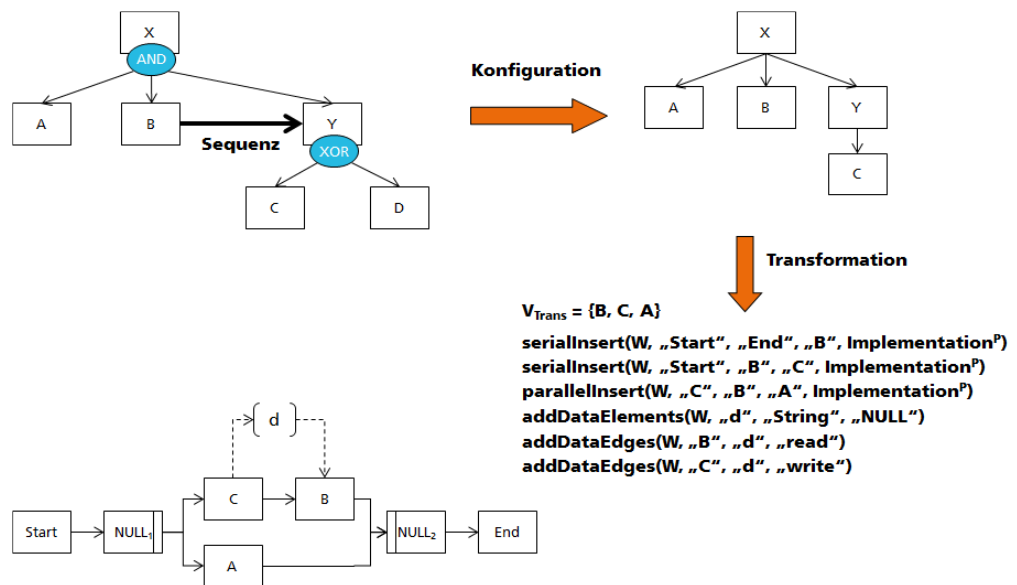 X
AND
A
B
Y
Sequenz
XOR
C
D
Konfiguration
X
A
B
Y
C
Transformation
V_Trans = {B, C, A}
serialInsert(W, „Start“, „End“, „B“, Implementationᴾ)
serialInsert(W, „Start“, „B“, „C“, Implementationᴾ)
parallelInsert(W, „C“, „B“, „A“, Implementationᴾ)
addDataElements(W, „d“, „String“, „NULL“)
addDataEdges(W, „B“, „d“, „read“)
addDataEdges(W, „C“, „d“, „write“)
d
C
B
Start
NULL₁
NULL₂
End
A